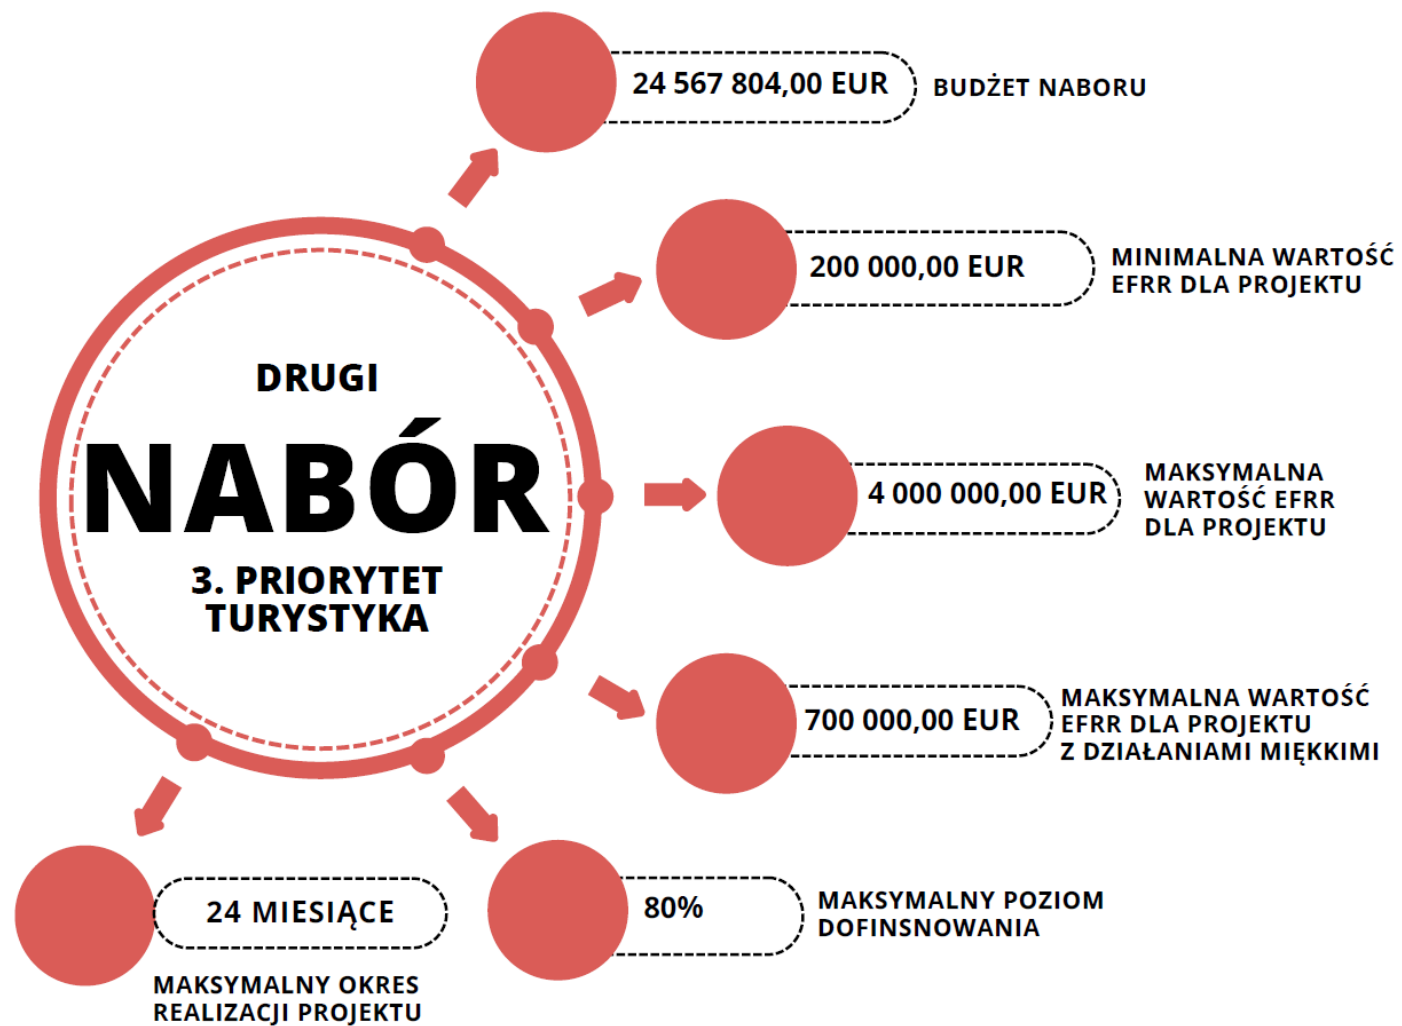 24 567 804,00 EUR
BUDŻET NABORU
200 000,00 EUR
MINIMALNA WARTOŚĆ
EFRR DLA PROJEKTU
DRUGI
NABÓR
3. PRIORYTET
TURYSTYKA
4 000 000,00 EUR
MAKSYMALNA
WARTOŚĆ EFRR
DLA PROJEKTU
700 000,00 EUR
MAKSYMALNA WARTOŚĆ
EFRR DLA PROJEKTU
Z DZIAŁANIAMI MIĘKKIMI
80%
MAKSYMALNY POZIOM
DOFINSNOWANIA
24 MIESIĄCE
MAKSYMALNY OKRES
REALIZACJI PROJEKTU